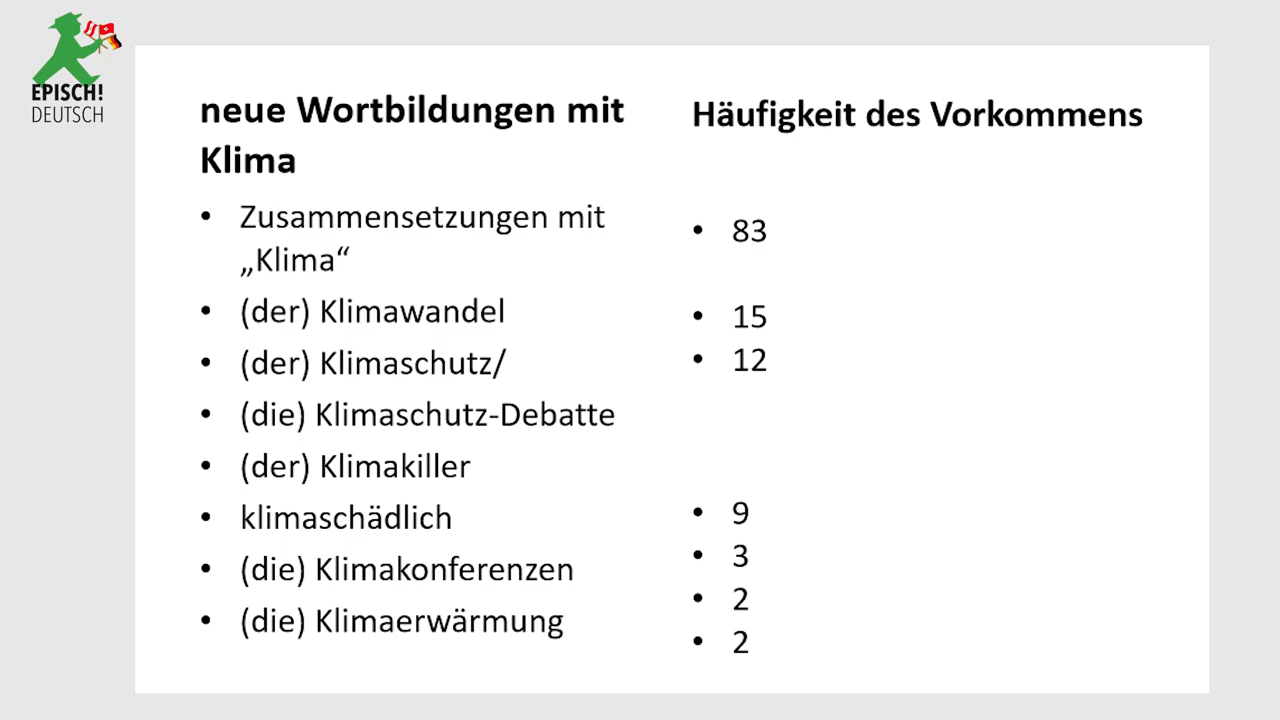 EPISCH!
DEUTSCH
neue Wortbildungen mit
Klima
• Zusammensetzungen mit
„Klima“
• (der) Klimawandel
• (der) Klimaschutz/
• (die) Klimaschutz-Debatte
• (der) Klimakiller
• klimaschädlich
• (die) Klimakonferenzen
• (die) Klimaerwärmung
Häufigkeit des Vorkommens
• 83
• 15
• 12
• 9
• 3
• 2
• 2